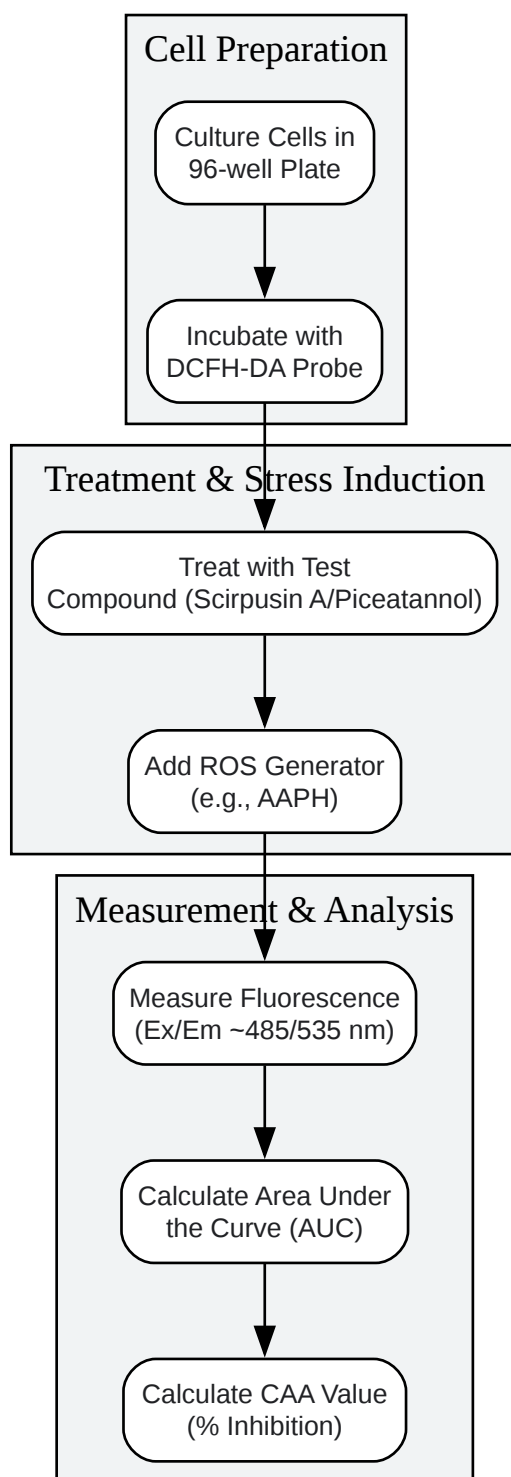 Cell Preparation
Culture Cells in
96-well Plate
Incubate with
DCFH-DA Probe
Treatment & Stress Induction
Treat with Test
Compound (Scirpusin A/Piceatannol)
Add ROS Generator
(e.g., AAPH)
Measurement & Analysis
Measure Fluorescence
(Ex/Em ~485/535 nm)
Calculate Area Under
the Curve (AUC)
Calculate CAA Value
(% Inhibition)